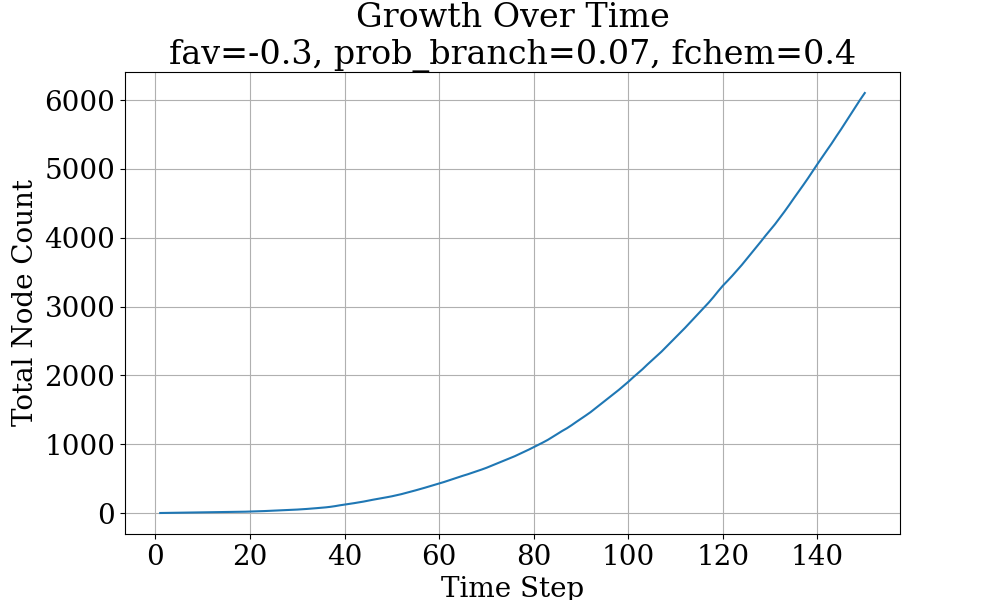 Growth Over Time
fav=-0.3, prob_branch=0.07, fchem=0.4
Total Node Count
6000
5000
4000
3000
2000
1000
0
0 20 40 60 80 100 120 140
Time Step